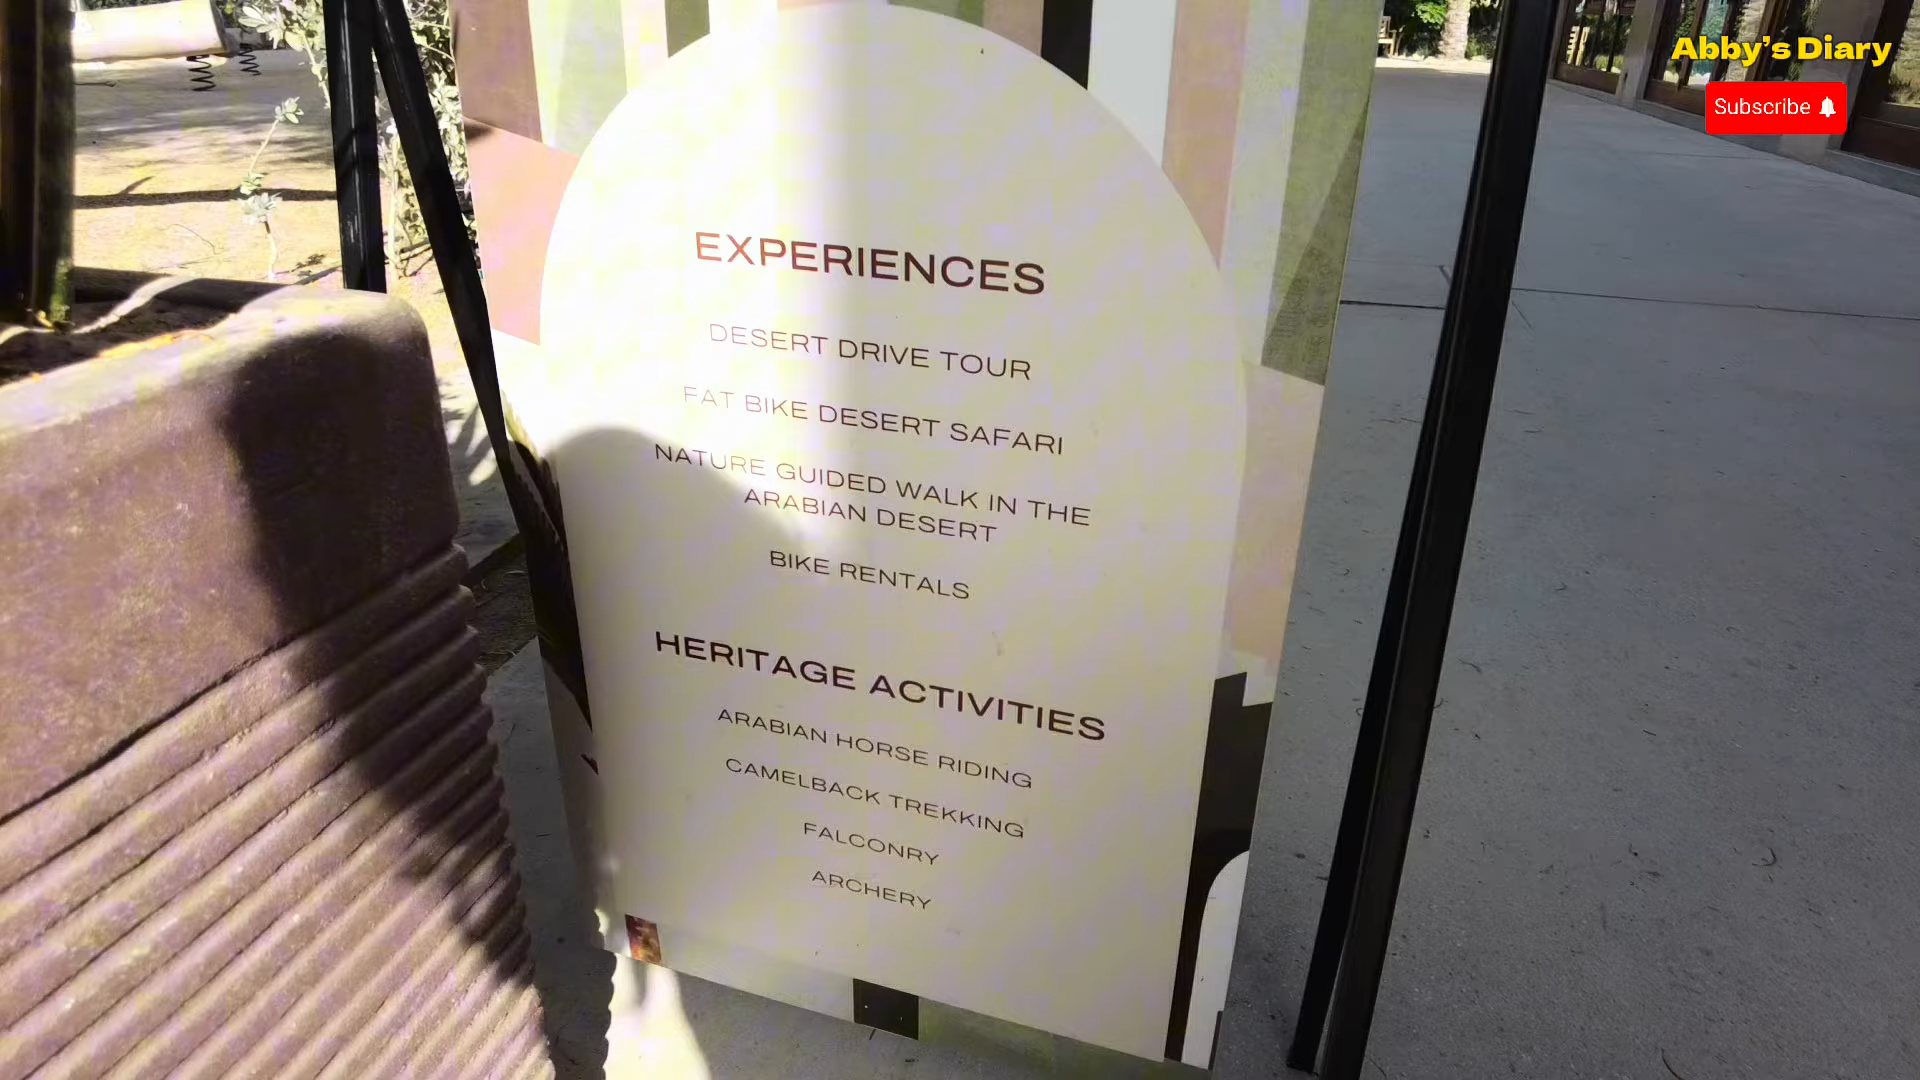 Abby's Diary
Subscribe
EXPERIENCES
DESERT DRIVE TOUR
FAT BIKE DESERT SAFARI
NATURE GUIDED WALK IN THE
ARABIAN DESERT
BIKE RENTALS
HERITAGE ACTIVITIES
ARABIAN HORSE RIDING
CAMELBACK TREKKING
FALCONRY
ARCHERY